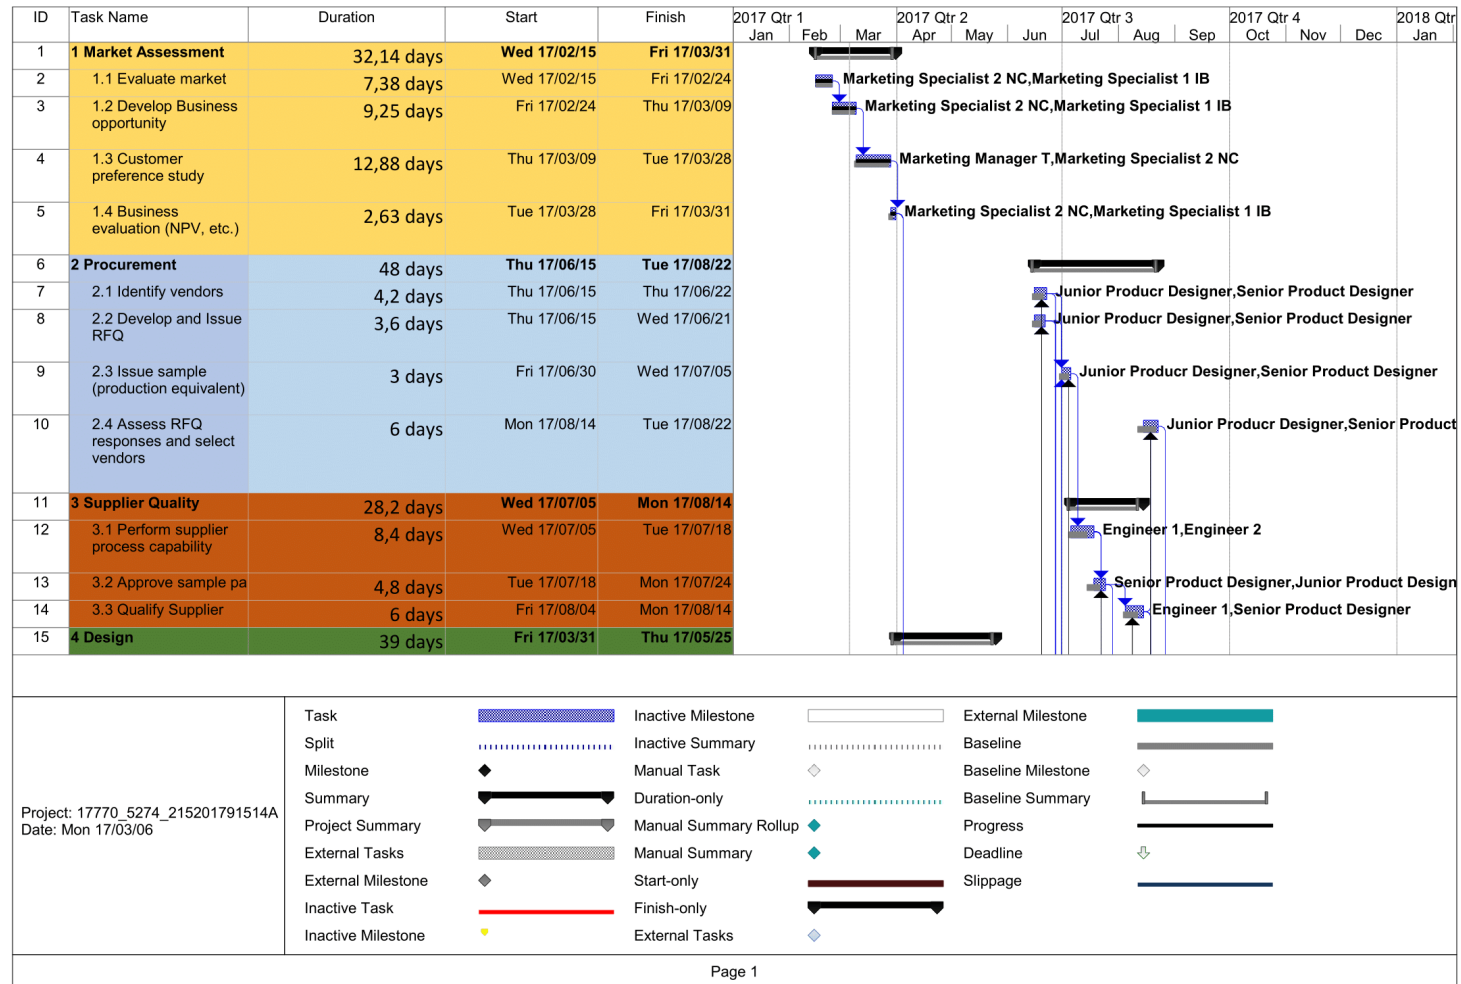 ID Task Name Duration Start Finish 2017 Qtr 1 2017 Qtr 2 2017 Qtr 3 2017 Qtr 4 2018 Qtr
Jan Feb Mar Apr May Jun Jul Aug Sep Oct Nov Dec Jan
1 1 Market Assessment 32,14 days Wed 17/02/15 Fri 17/03/31
2 1.1 Evaluate market 7,38 days Wed 17/02/15 Fri 17/02/24 Marketing Specialist 2 NC,Marketing Specialist 1 IB
3 1.2 Develop Business 9,25 days Fri 17/02/24 Thu 17/03/09 Marketing Specialist 2 NC,Marketing Specialist 1 IB
opportunity
4 1.3 Customer 12,88 days Thu 17/03/09 Tue 17/03/28 Marketing Manager T,Marketing Specialist 2 NC
preference study
5 1.4 Business 2,63 days Tue 17/03/28 Fri 17/03/31 Marketing Specialist 2 NC,Marketing Specialist 1 IB
evaluation (NPV, etc.)
6 2 Procurement 48 days Thu 17/06/15 Tue 17/08/22
7 2.1 Identify vendors 4,2 days Thu 17/06/15 Thu 17/06/22 Junior Producr Designer,Senior Product Designer
8 2.2 Develop and Issue 3,6 days Thu 17/06/15 Wed 17/06/21 Junior Producr Designer,Senior Product Designer
RFQ
9 2.3 Issue sample 3 days Fri 17/06/30 Wed 17/07/05 Junior Producr Designer,Senior Product Designer
(production equivalent)
10 2.4 Assess RFQ 6 days Mon 17/08/14 Tue 17/08/22 Junior Producr Designer,Senior Product
responses and select
vendors
11 3 Supplier Quality 28,2 days Wed 17/07/05 Mon 17/08/14
12 3.1 Perform supplier 8,4 days Wed 17/07/05 Tue 17/07/18 Engineer 1,Engineer 2
process capability
13 3.2 Approve sample pa 4,8 days Tue 17/07/18 Mon 17/07/24 Senior Product Designer,Junior Product Design
14 3.3 Qualify Supplier 6 days Fri 17/08/04 Mon 17/08/14 Engineer 1,Senior Product Designer
15 4 Design 39 days Fri 17/03/31 Thu 17/05/25
Project: 17770_5274_215201791514A
Date: Mon 17/03/06
Task Inactive Milestone External Milestone
Split Inactive Summary Baseline
Milestone Manual Task Baseline Milestone
Summary Duration-only Baseline Summary
Project Summary Manual Summary Rollup Progress
External Tasks Manual Summary Deadline
External Milestone Start-only Slippage
Inactive Task Finish-only
Inactive Milestone External Tasks
Page 1